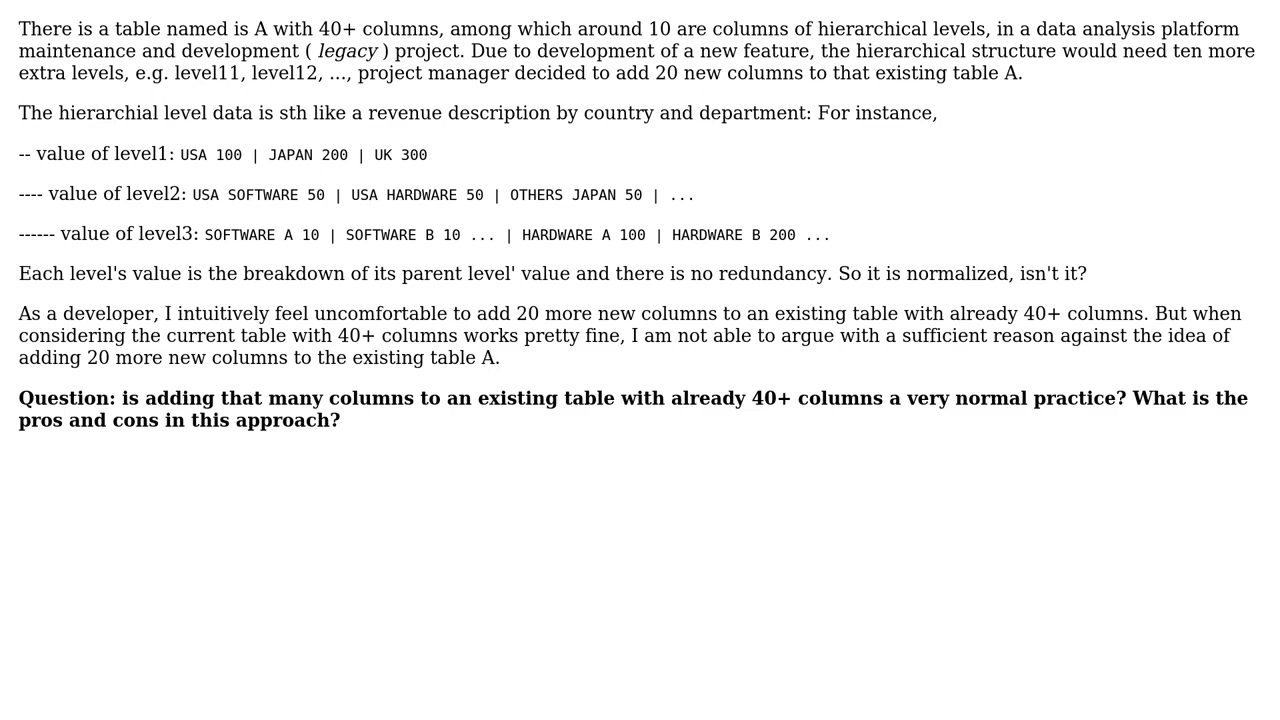 There is a table named is A with 40+ columns, among which around 10 are columns of hierarchical levels, in a data analysis platform
maintenance and development ( legacy ) project. Due to development of a new feature, the hierarchical structure would need ten more
extra levels, e.g. level11, level12, ..., project manager decided to add 20 new columns to that existing table A.
The hierarchial level data is sth like a revenue description by country and department: For instance,
-- value of level1: USA 100 | JAPAN 200 | UK 300
---- value of level2: USA SOFTWARE 50 | USA HARDWARE 50 | OTHERS JAPAN 50 | ...
------ value of level3: SOFTWARE A 10 | SOFTWARE B 10 ... | HARDWARE A 100 | HARDWARE B 200 ...
Each level's value is the breakdown of its parent level' value and there is no redundancy. So it is normalized, isn't it?
As a developer, I intuitively feel uncomfortable to add 20 more new columns to an existing table with already 40+ columns. But when
considering the current table with 40+ columns works pretty fine, I am not able to argue with a sufficient reason against the idea of
adding 20 more new columns to the existing table A.
Question: is adding that many columns to an existing table with already 40+ columns a very normal practice? What is the
pros and cons in this approach?